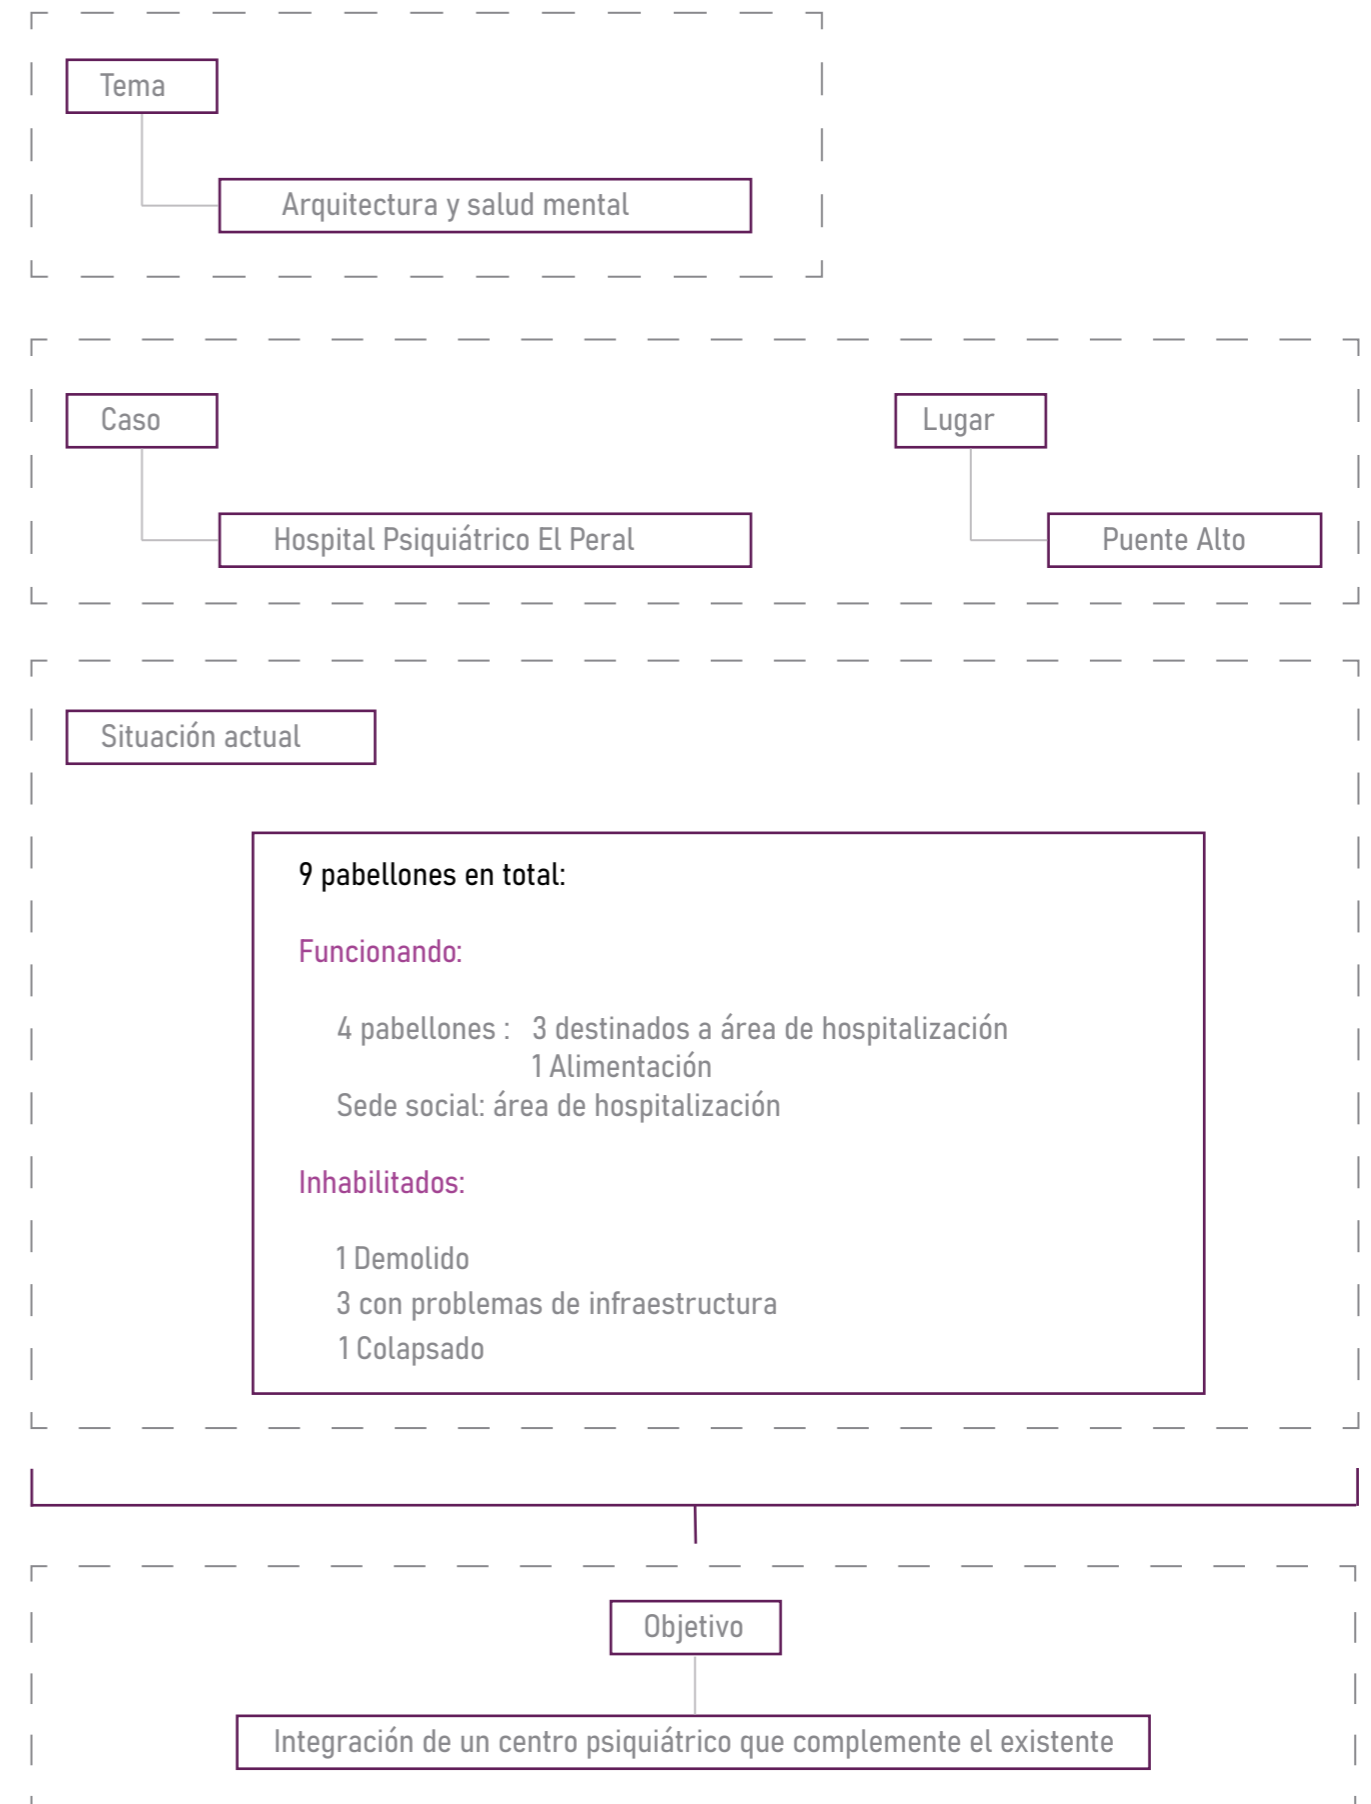 Tema
Arquitectura y salud mental
Caso
Hospital Psiquiátrico El Peral
Lugar
Puente Alto
Situación actual
9 pabellones en total:
Funcionando:
4 pabellones : 3 destinados a área de hospitalización
1 Alimentación
Sede social: área de hospitalización
Inhabilitados:
1 Demolido
3 con problemas de infraestructura
1 Colapsado
Objetivo
Integración de un centro psiquiátrico que complemente el existente